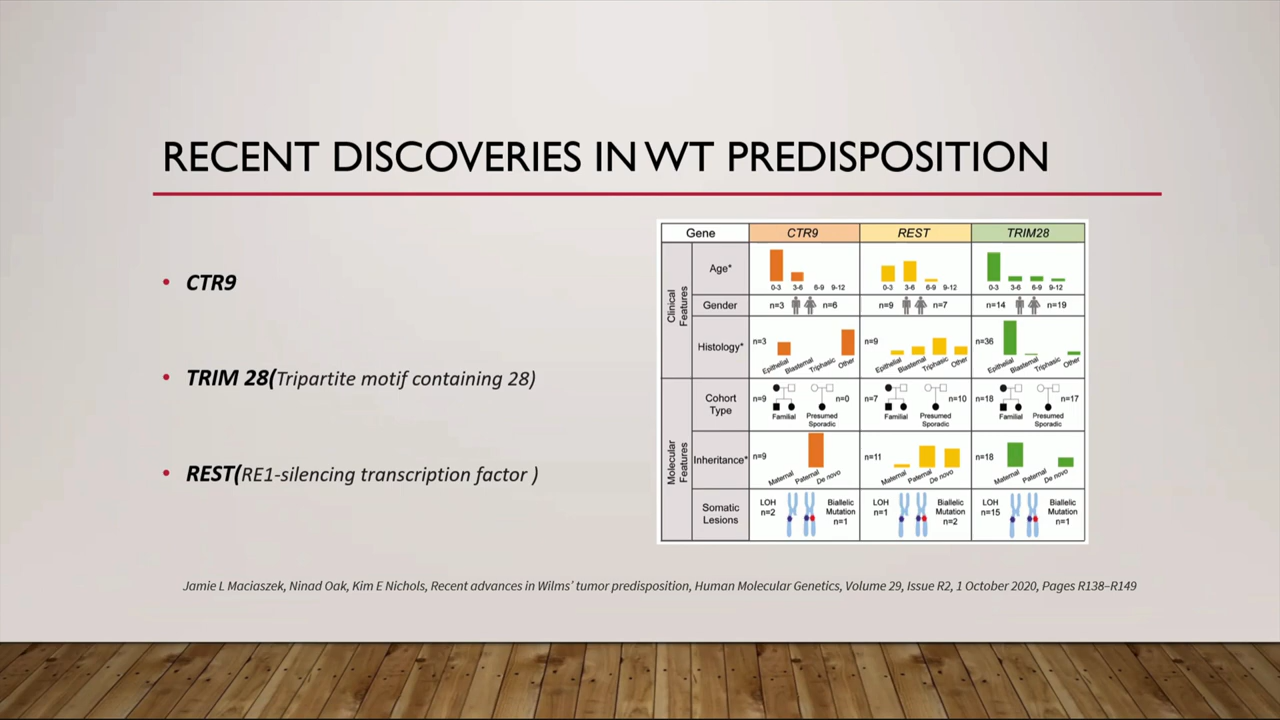 RECENT DISCOVERIES IN WT PREDISPOSITION
• CTR9
• TRIM 28(Tripartite motif containing 28)
• REST(RE1-silencing transcription factor )
Gene CTR9 REST TRIM28
Clinical Features
Age* 0-3 3-6 6-9 9-12 0-3 3-6 6-9 9-12 0-3 3-6 6-9 9-12
Gender n=3 n=6 n=9 n=7 n=14 n=19
Histology* n=3 n=9 n=36
Epithelial Blastemal Triphasic Other Epithelial Blastemal Triphasic Other Epithelial Blastemal Triphasic Other
Molecular Features
Cohort Type n=9 n=0 n=7 n=10 n=18 n=17
Familial Presumed Sporadic Familial Presumed Sporadic Familial Presumed Sporadic
Inheritance* n=9 n=11 n=18
Maternal Paternal De novo Maternal Paternal De novo Maternal Paternal De novo
Somatic Lesions LOH n=2 Biallelic Mutation n=1 LOH n=1 Biallelic Mutation n=2 LOH n=15 Biallelic Mutation n=1
Jamie L Maciaszek, Ninad Oak, Kim E Nichols, Recent advances in Wilms' tumor predisposition, Human Molecular Genetics, Volume 29, Issue R2, 1 October 2020, Pages R138–R149